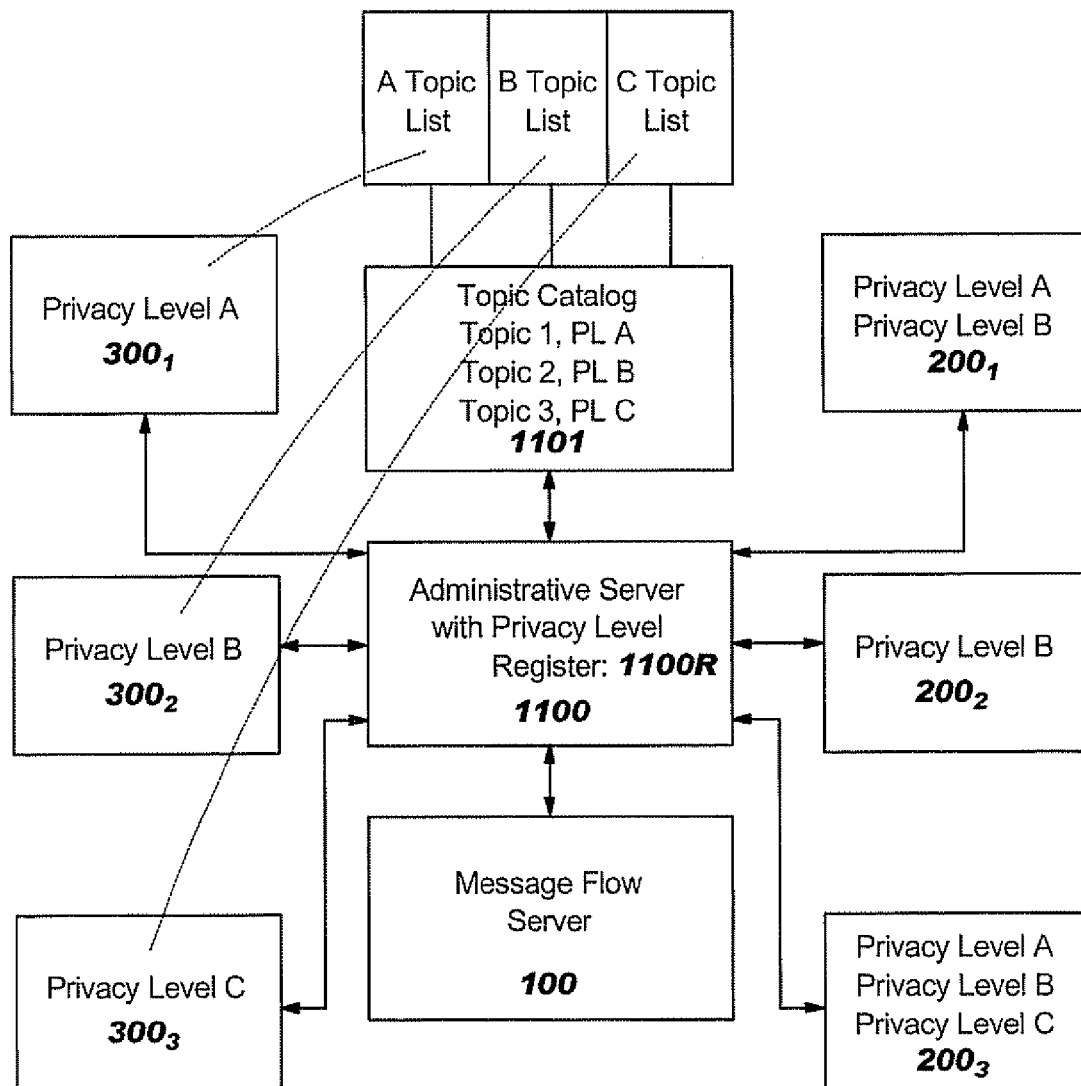 A Topic
List
B Topic
List
C Topic
List
Privacy Level A
300₁
Topic Catalog
Topic 1, PL A
Topic 2, PL B
Topic 3, PL C
1101
Privacy Level A
Privacy Level B
200₁
Privacy Level B
300₂
Administrative Server
with Privacy Level
Register: 1100R
1100
Privacy Level B
200₂
Privacy Level C
300₃
Message Flow
Server
100
Privacy Level A
Privacy Level B
Privacy Level C
200₃